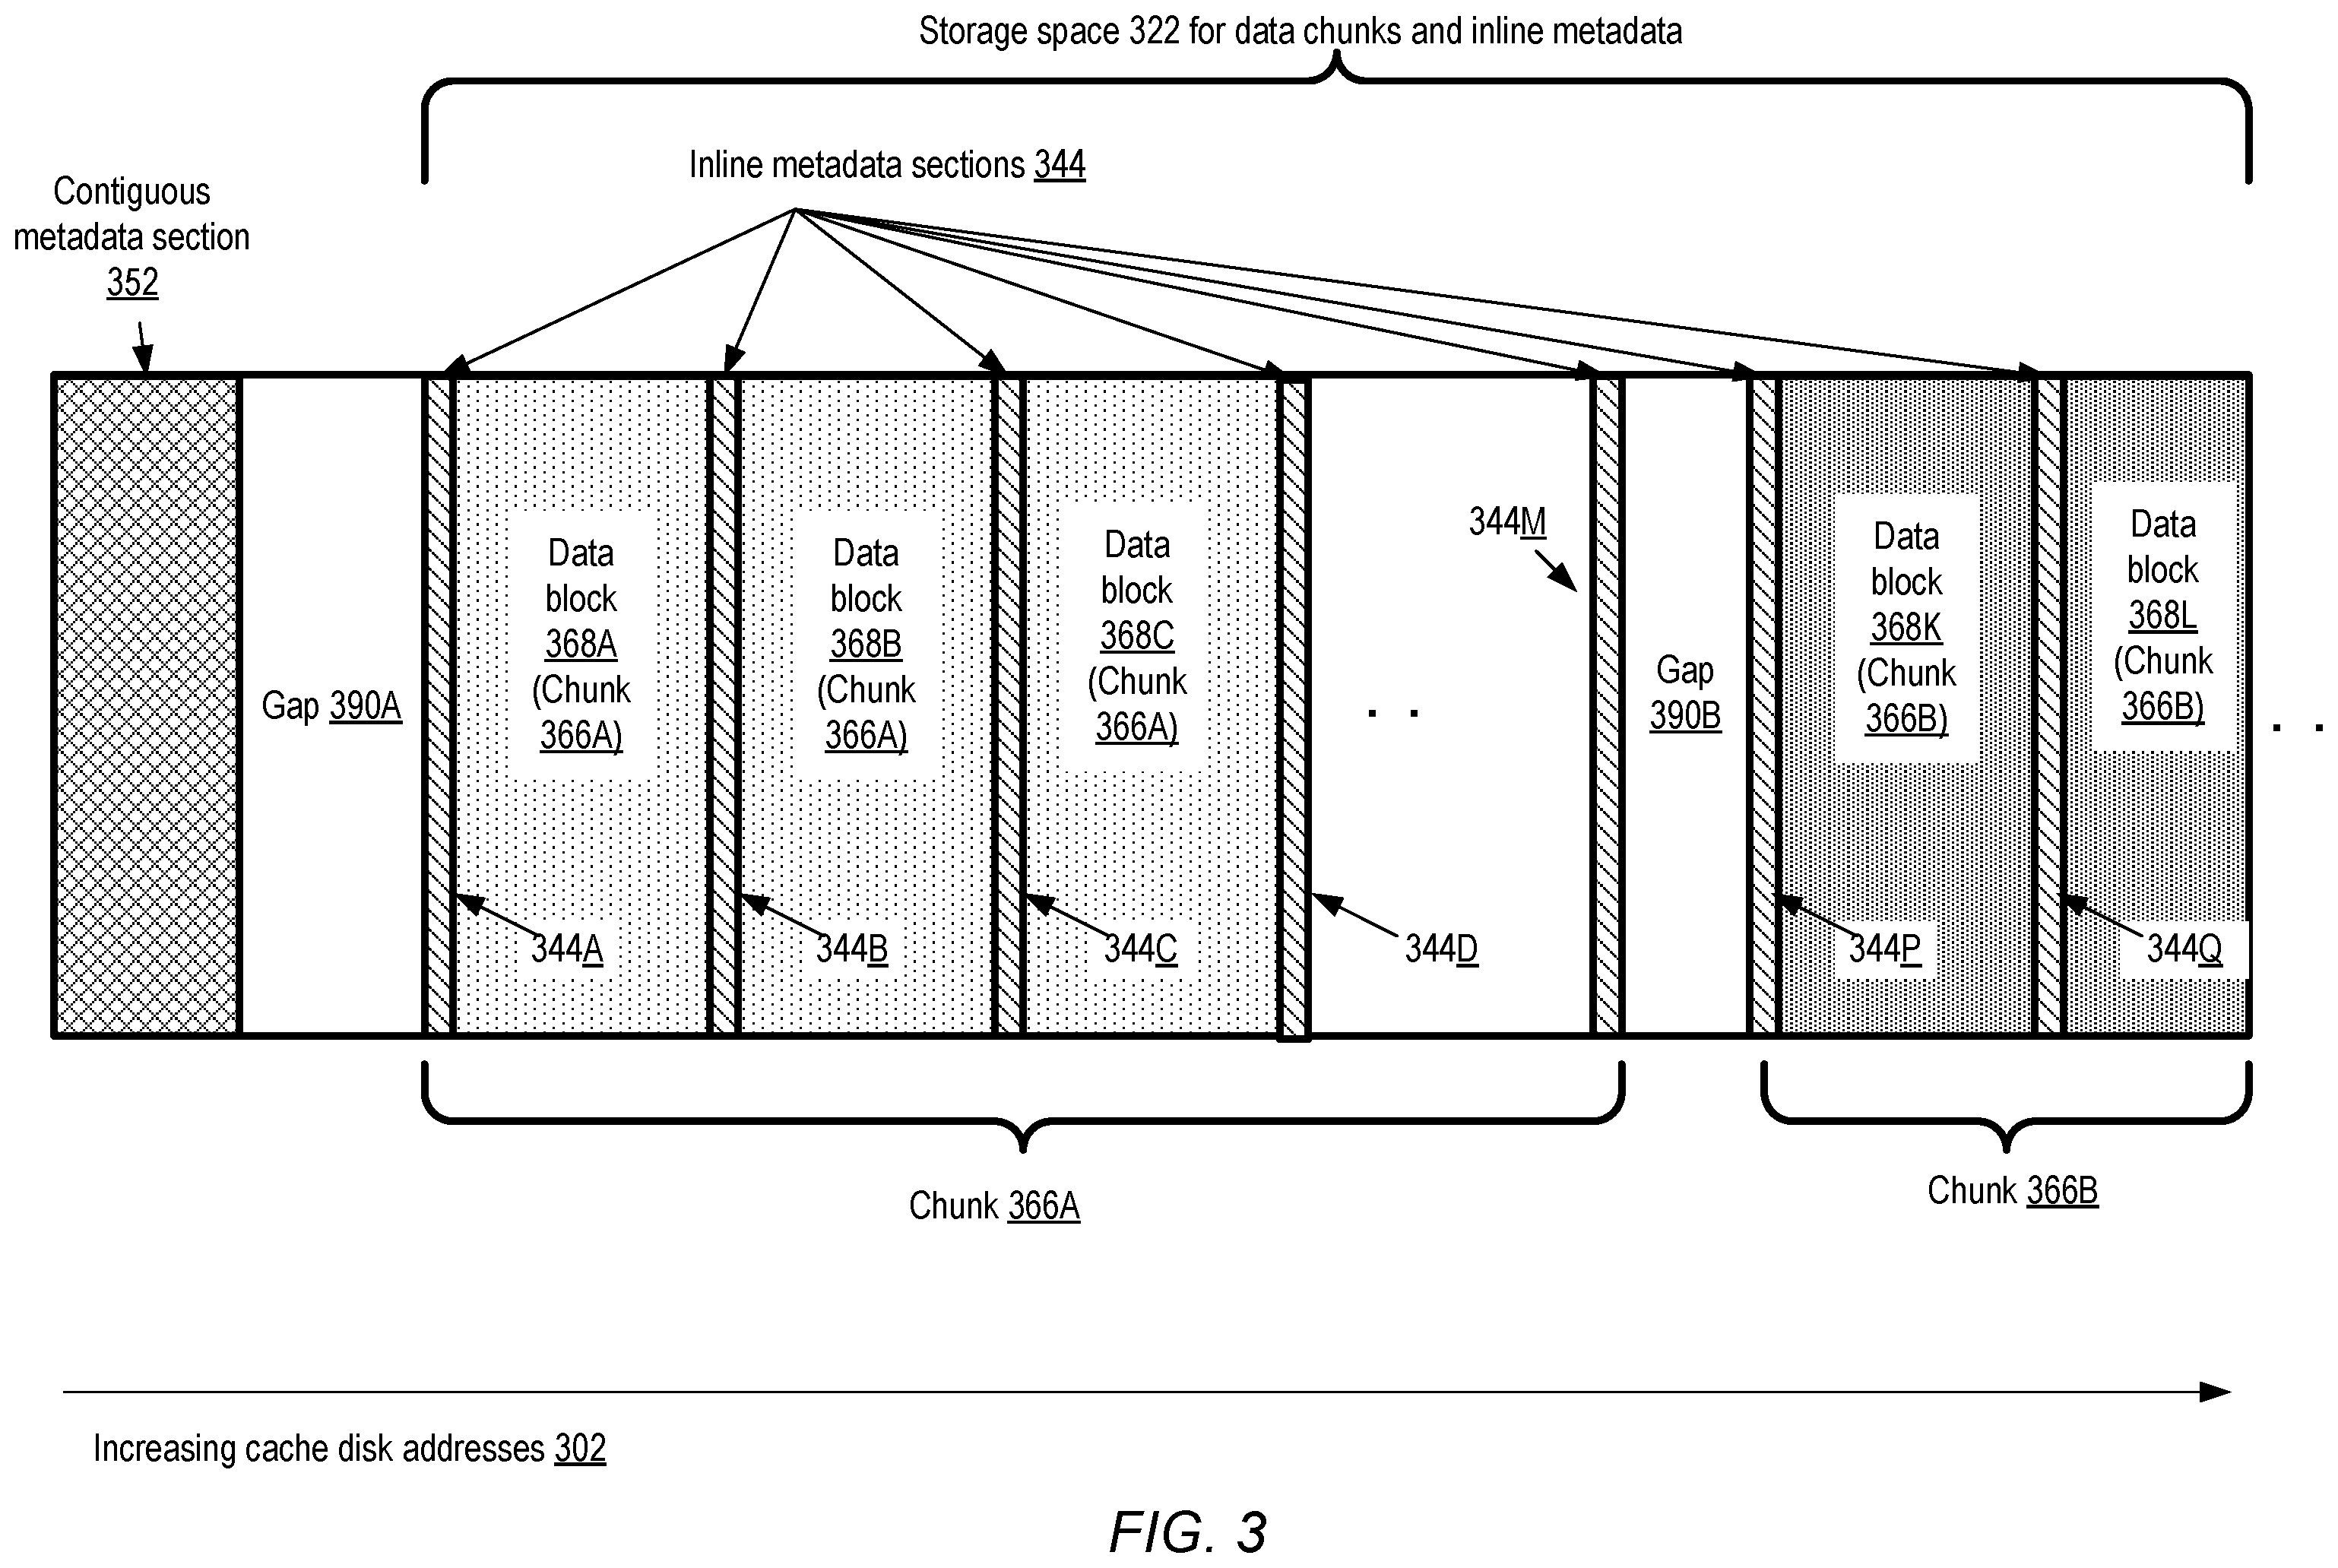 Storage space 322 for data chunks and inline metadata
Inline metadata sections 344
Contiguous
metadata section
352
Gap 390A
Data
block
368A
(Chunk
366A)
Data
block
368B
(Chunk
366A)
Data
block
368C
(Chunk
366A)
. .
344M
Gap
390B
Data
block
368K
(Chunk
366B)
Data
block
368L
(Chunk
366B)
. .
344A
344B
344C
344D
344P
344Q
Chunk 366A
Chunk 366B
Increasing cache disk addresses 302
FIG. 3